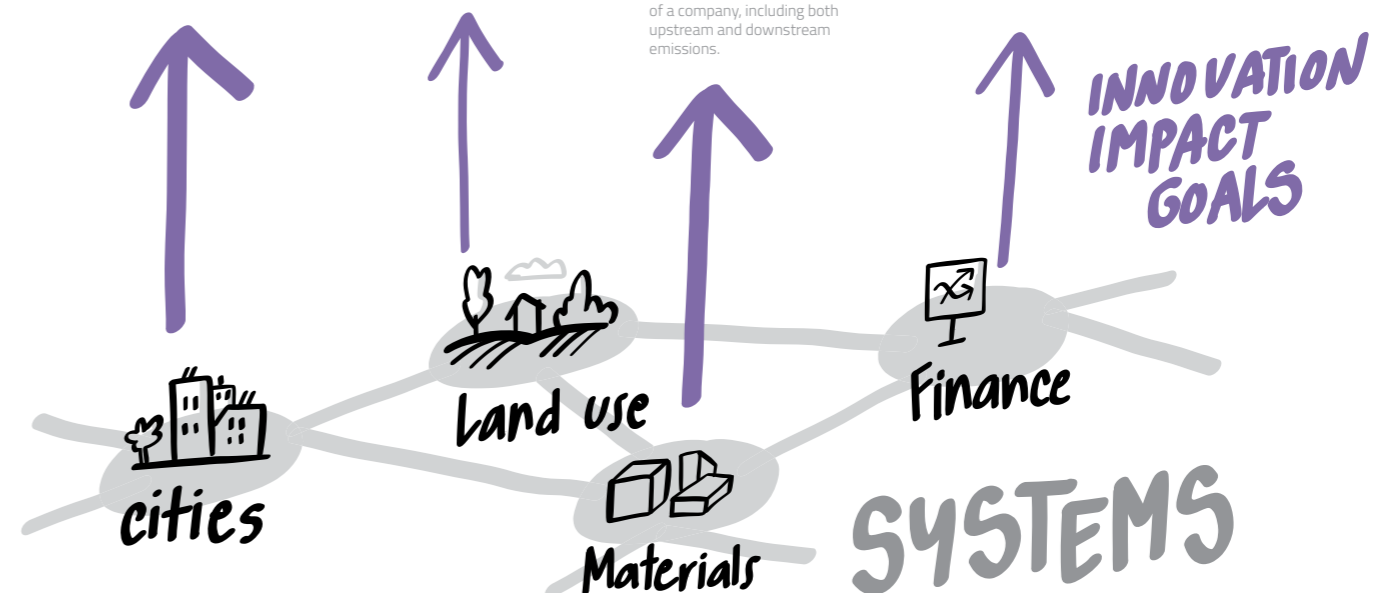 of a company, including both
upstream and downstream
emissions.
INNOVATION
IMPACT
GOALS
Land use
Finance
cities
Materials
SYSTEMS